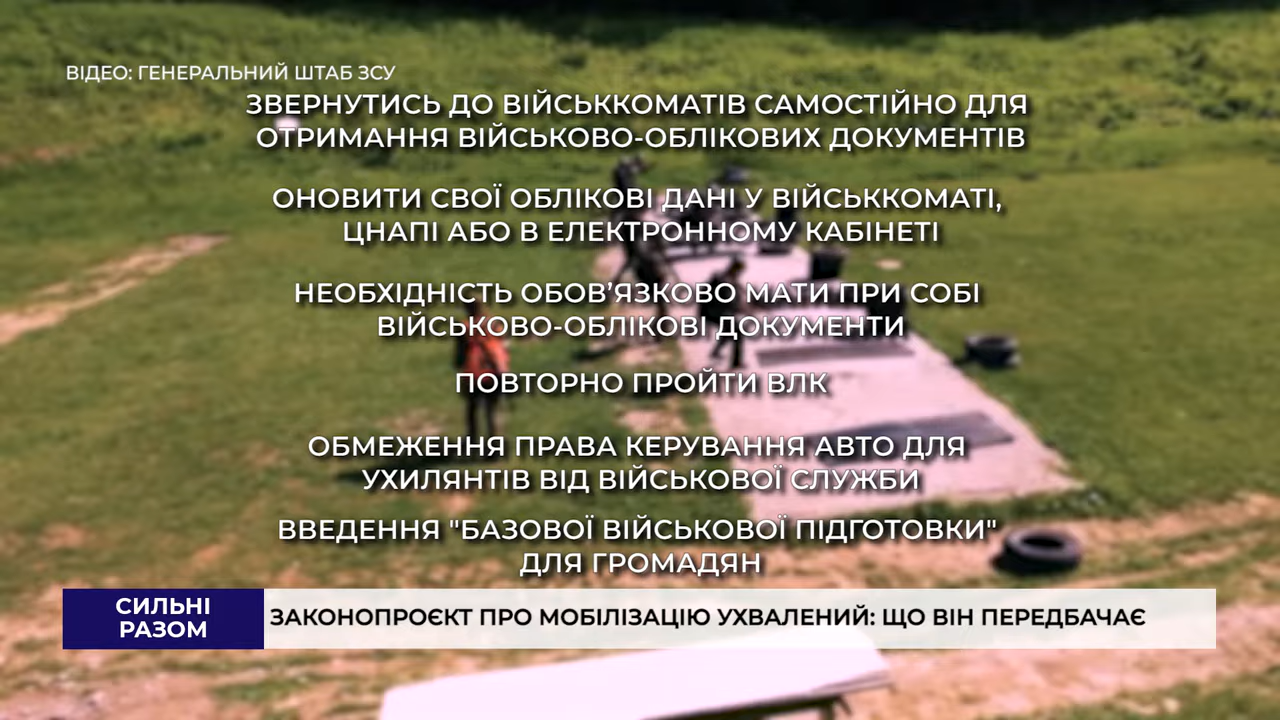 ВІДЕО: ГЕНЕРАЛЬНИЙ ШТАБ ЗСУ
ЗВЕРНУТИСЬ ДО ВІЙСЬККОМАТІВ САМОСТІЙНО ДЛЯ
ОТРИМАННЯ ВІЙСЬКОВО-ОБЛІКОВИХ ДОКУМЕНТІВ
ОНОВИТИ СВОЇ ОБЛІКОВІ ДАНІ У ВІЙСЬККОМАТІ,
ЦНАПІ АБО В ЕЛЕКТРОННОМУ КАБІНЕТІ
НЕОБХІДНІСТЬ ОБОВ’ЯЗКОВО МАТИ ПРИ СОБІ
ВІЙСЬКОВО-ОБЛІКОВІ ДОКУМЕНТИ
ПОВТОРНО ПРОЙТИ ВЛК
ОБМЕЖЕННЯ ПРАВА КЕРУВАННЯ АВТО ДЛЯ
УХИЛЯНТІВ ВІД ВІЙСЬКОВОЇ СЛУЖБИ
ВВЕДЕННЯ "БАЗОВОЇ ВІЙСЬКОВОЇ ПІДГОТОВКИ"
ДЛЯ ГРОМАДЯН
СИЛЬНІ
РАЗОМ
ЗАКОНОПРОЄКТ ПРО МОБІЛІЗАЦІЮ УХВАЛЕНИЙ: ЩО ВІН ПЕРЕДБАЧАЄ